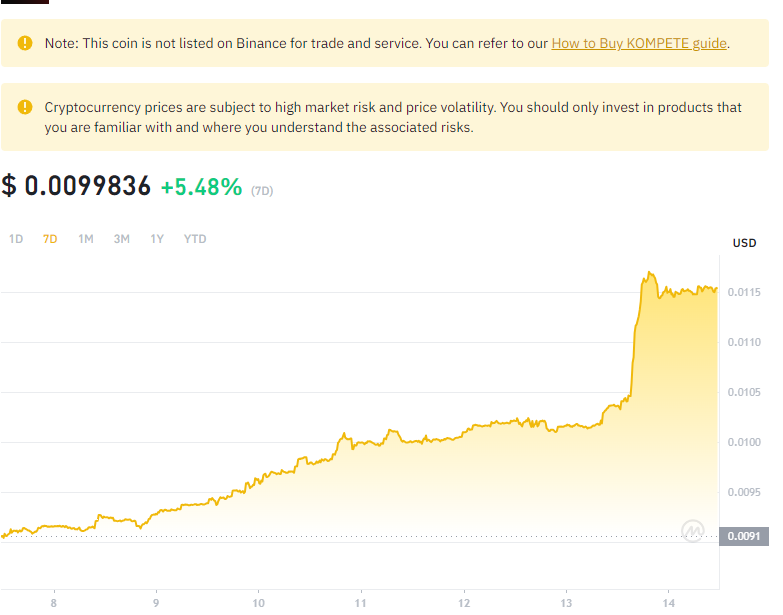 Note: This coin is not listed on Binance for trade and service. You can refer to our How to Buy KOMPETE guide.
Cryptocurrency prices are subject to high market risk and price volatility. You should only invest in products that
you are familiar with and where you understand the associated risks.
$ 0.0099836 +5.48% (7D)
1D 7D 1M 3M 1Y YTD
USD
0.0115
0.0110
0.0105
0.0100
0.0095
0.0091
8 9 10 11 12 13 14